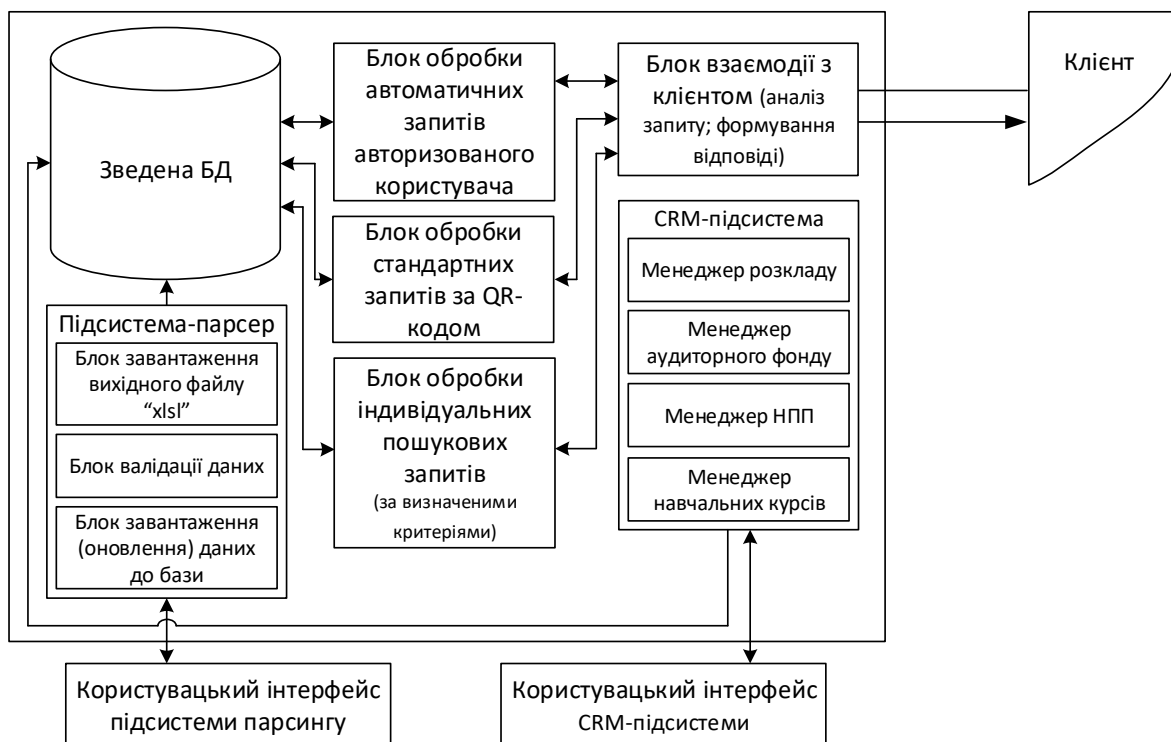 Зведена БД
Блок обробки
автоматичних
запитів
авторизованого
користувача
Блок взаємодії з
клієнтом (аналіз
запиту; формування
відповіді)
Клієнт
Блок обробки
стандартних
запитів за QR-
кодом
Блок обробки
індивідуальних
пошукових
запитів
(за визначеними
критеріями)
CRM-підсистема
Менеджер розкладу
Менеджер
аудиторного фонду
Менеджер НПП
Менеджер
навчальних курсів
Підсистема-парсер
Блок завантаження
вихідного файлу
“xlsl”
Блок валідації даних
Блок завантаження
(оновлення) даних
до бази
Користувацький інтерфейс
підсистеми парсингу
Користувацький інтерфейс
CRM-підсистеми